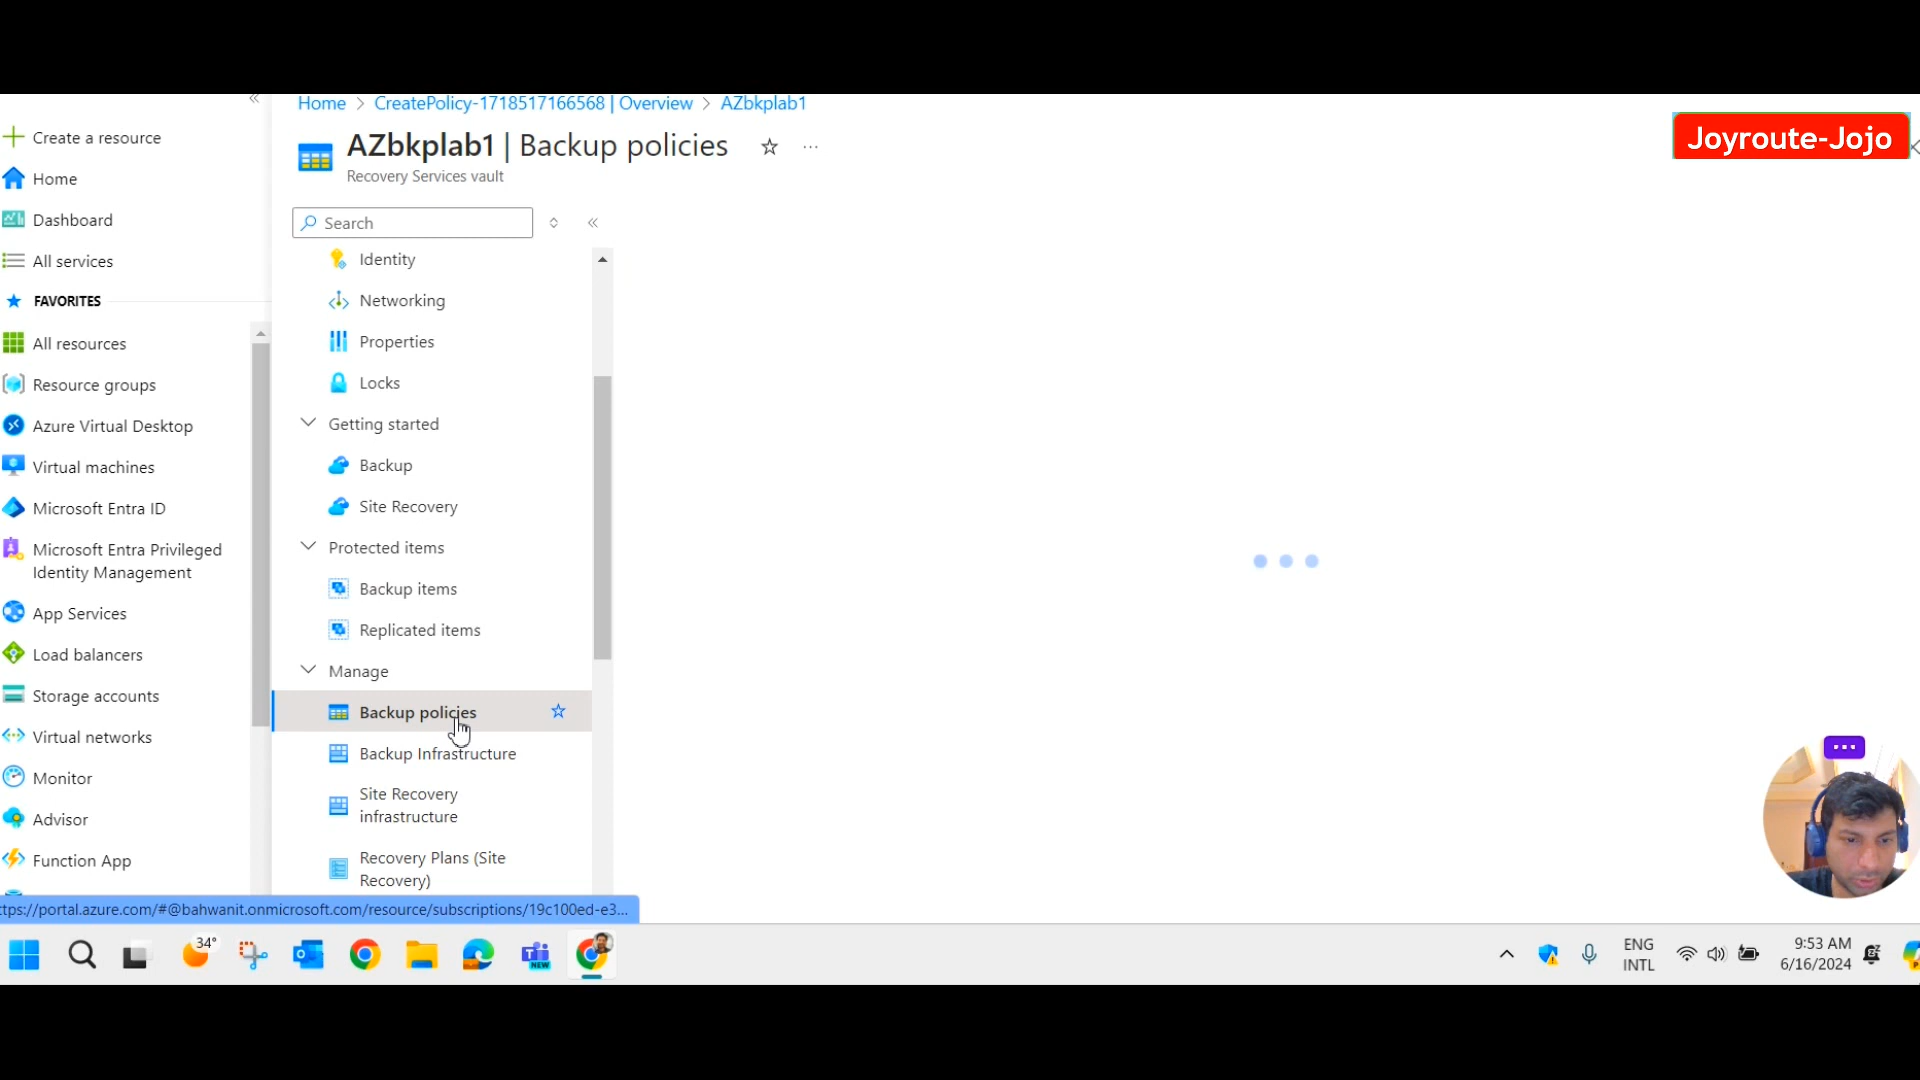 Home > CreatePolicy-1718517166568 | Overview > AZbkplab1
AZbkplab1 | Backup policies
Recovery Services vault
Joyroute-Jojo
Create a resource
Home
Dashboard
All services
FAVORITES
All resources
Resource groups
Azure Virtual Desktop
Virtual machines
Microsoft Entra ID
Microsoft Entra Privileged
Identity Management
App Services
Load balancers
Storage accounts
Virtual networks
Monitor
Advisor
Function App
Search
Identity
Networking
Properties
Locks
Getting started
Backup
Site Recovery
Protected items
Backup items
Replicated items
Manage
Backup policies
Backup Infrastructure
Site Recovery
infrastructure
Recovery Plans (Site
Recovery)
ttps://portal.azure.com/#@bahwanit.onmicrosoft.com/resource/subscriptions/19c100ed-e3...
34°
NEW
ENG
INTL
9:53 AM
6/16/2024